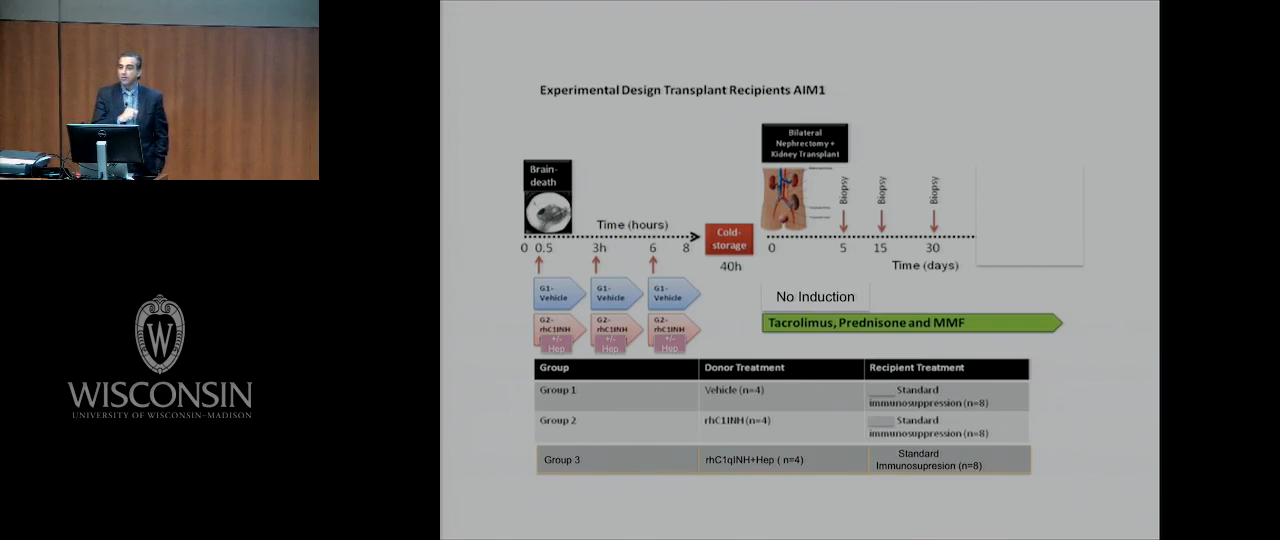 Experimental Design Transplant Recipients AIM1
Bilateral
Nephrectomy +
Kidney Transplant
Brain-
death
Biopsy
Biopsy
Biopsy
Time (hours)
Cold-
storage
0 0.5 3h 6 8
0 5 15 30
40h
Time (days)
G1-
Vehicle
G1-
Vehicle
G1-
Vehicle
No Induction
G2-
rhC1INH
+/-
Hep
G2-
rhC1INH
+/-
Hep
G2-
rhC1INH
+/-
Hep
Tacrolimus, Prednisone and MMF
Group Donor Treatment Recipient Treatment
Group 1 Vehicle (n=4) Standard
immunosuppression (n=8)
Group 2 rhC1INH (n=4) Standard
immunosuppression (n=8)
Group 3 rhC1qINH+Hep ( n=4) Standard
Immunosupresion (n=8)
W
WISCONSIN
UNIVERSITY OF WISCONSIN–MADISON